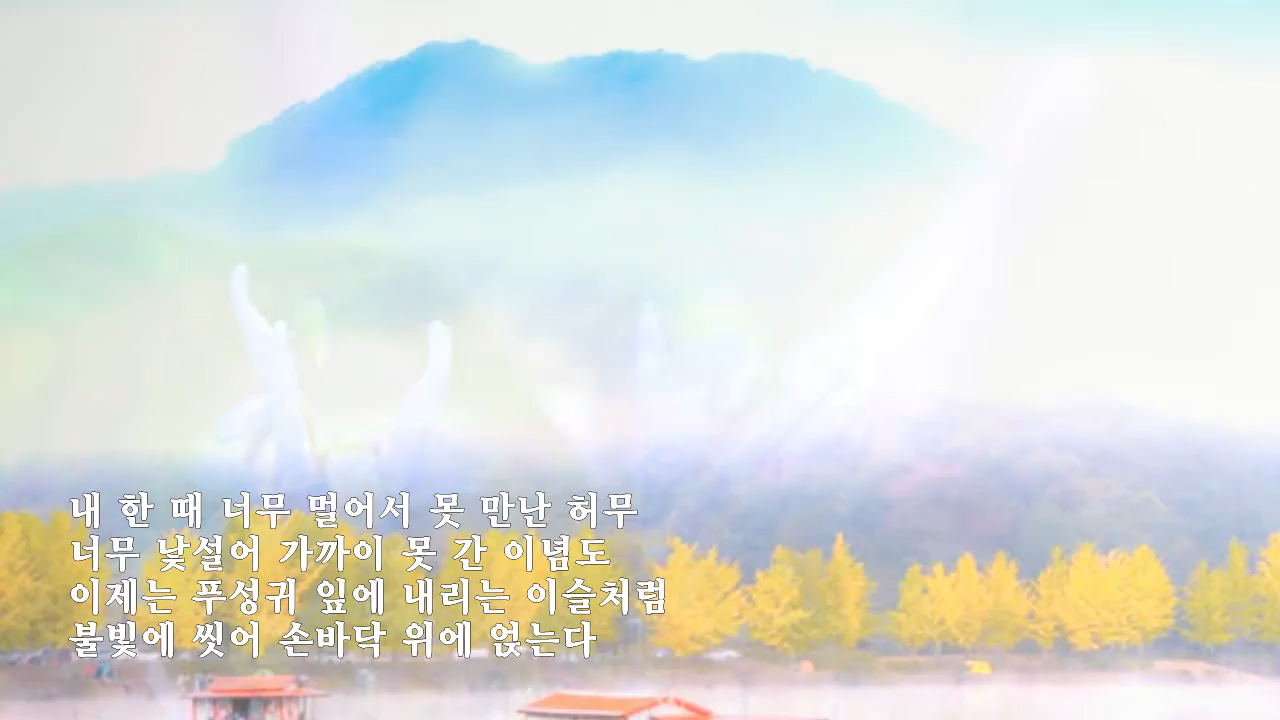 내 한 때 너무 멀어서 못 만난 허무
너무 낯설어 가까이 못 간 이념도
이제는 푸성귀 잎에 내리는 이슬처럼
불빛에 씻어 손바닥 위에 얹는다